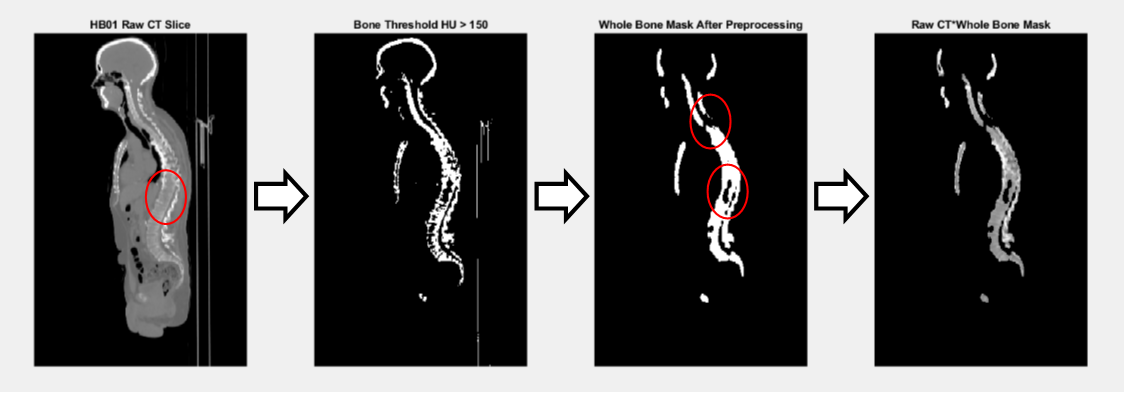 HB01 Raw CT Slice
Bone Threshold HU > 150
Whole Bone Mask After Preprocessing
Raw CT*Whole Bone Mask